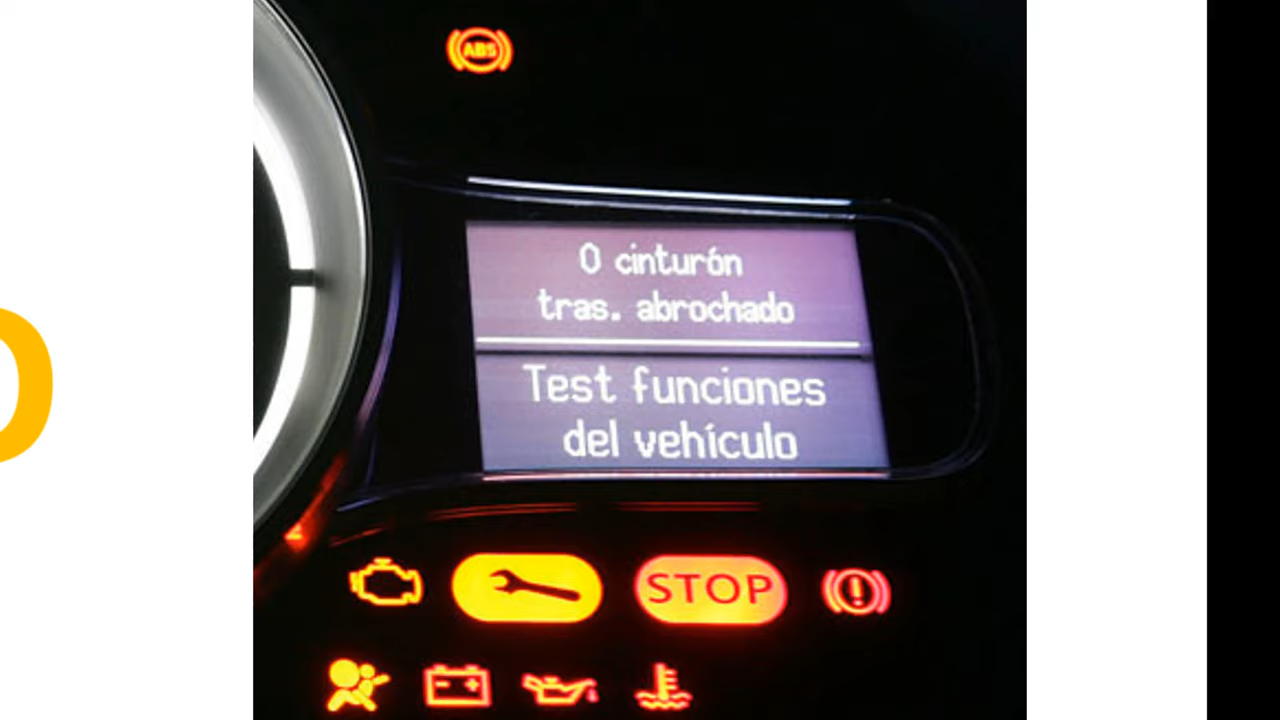 ABS
0 cinturón
tras. abrochado
Test funciones
del vehículo
STOP